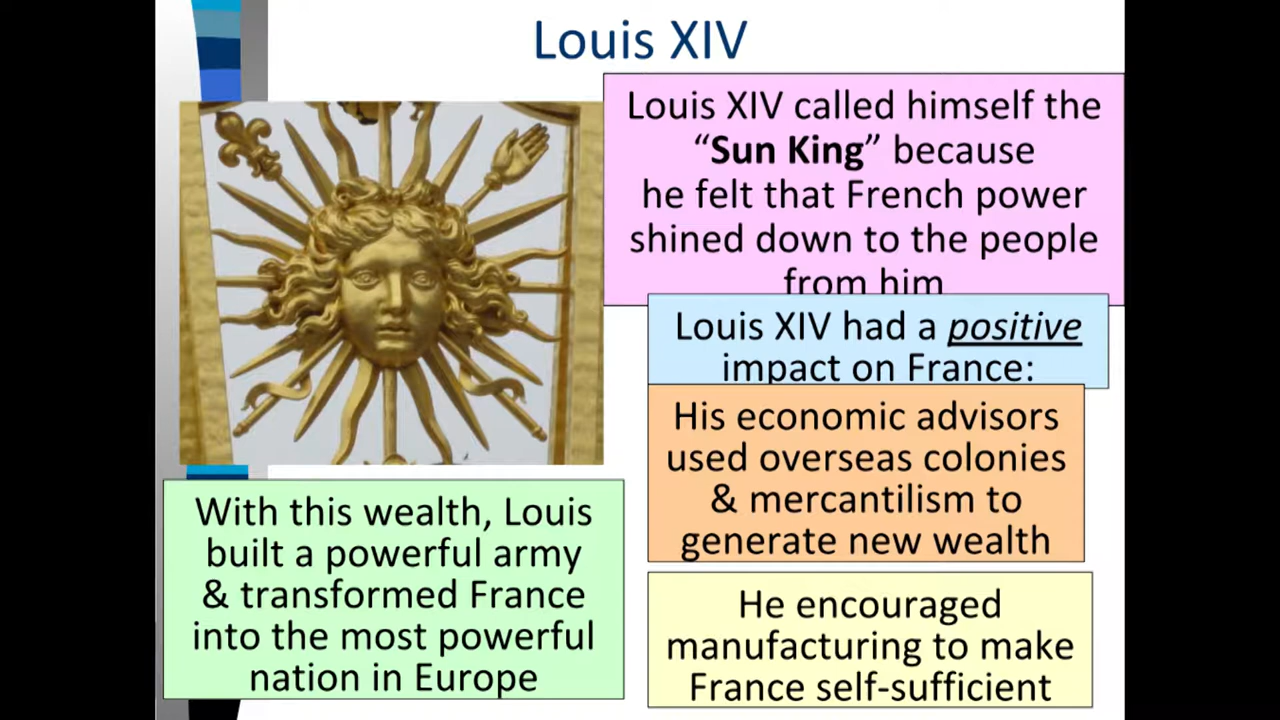 Louis XIV
Louis XIV called himself the
“Sun King” because
he felt that French power
shined down to the people
from him
Louis XIV had a positive
impact on France:
His economic advisors
used overseas colonies
& mercantilism to
generate new wealth
He encouraged
manufacturing to make
France self-sufficient
With this wealth, Louis
built a powerful army
& transformed France
into the most powerful
nation in Europe